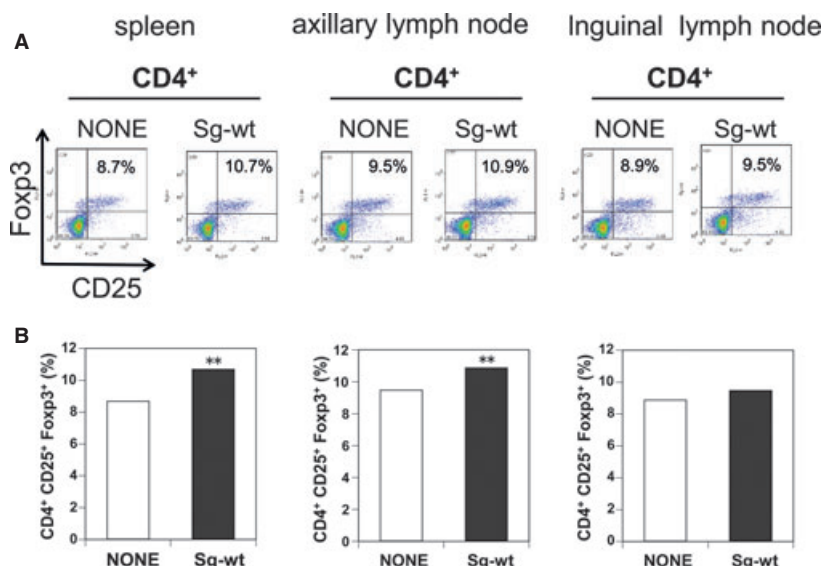 A
spleen axillary lymph node Inguinal lymph node
CD4+ CD4+ CD4+
NONE Sg-wt NONE Sg-wt NONE Sg-wt
8.7% 10.7% 9.5% 10.9% 8.9% 9.5%
Foxp3
CD25
B
CD4+ CD25+ Foxp3+ (%)
12
10
8
6
4
2
0
**
NONE Sg-wt
CD4+ CD25+ Foxp3+ (%)
12
10
8
6
4
2
0
**
NONE Sg-wt
CD4+ CD25+ Foxp3+ (%)
12
10
8
6
4
2
0
NONE Sg-wt